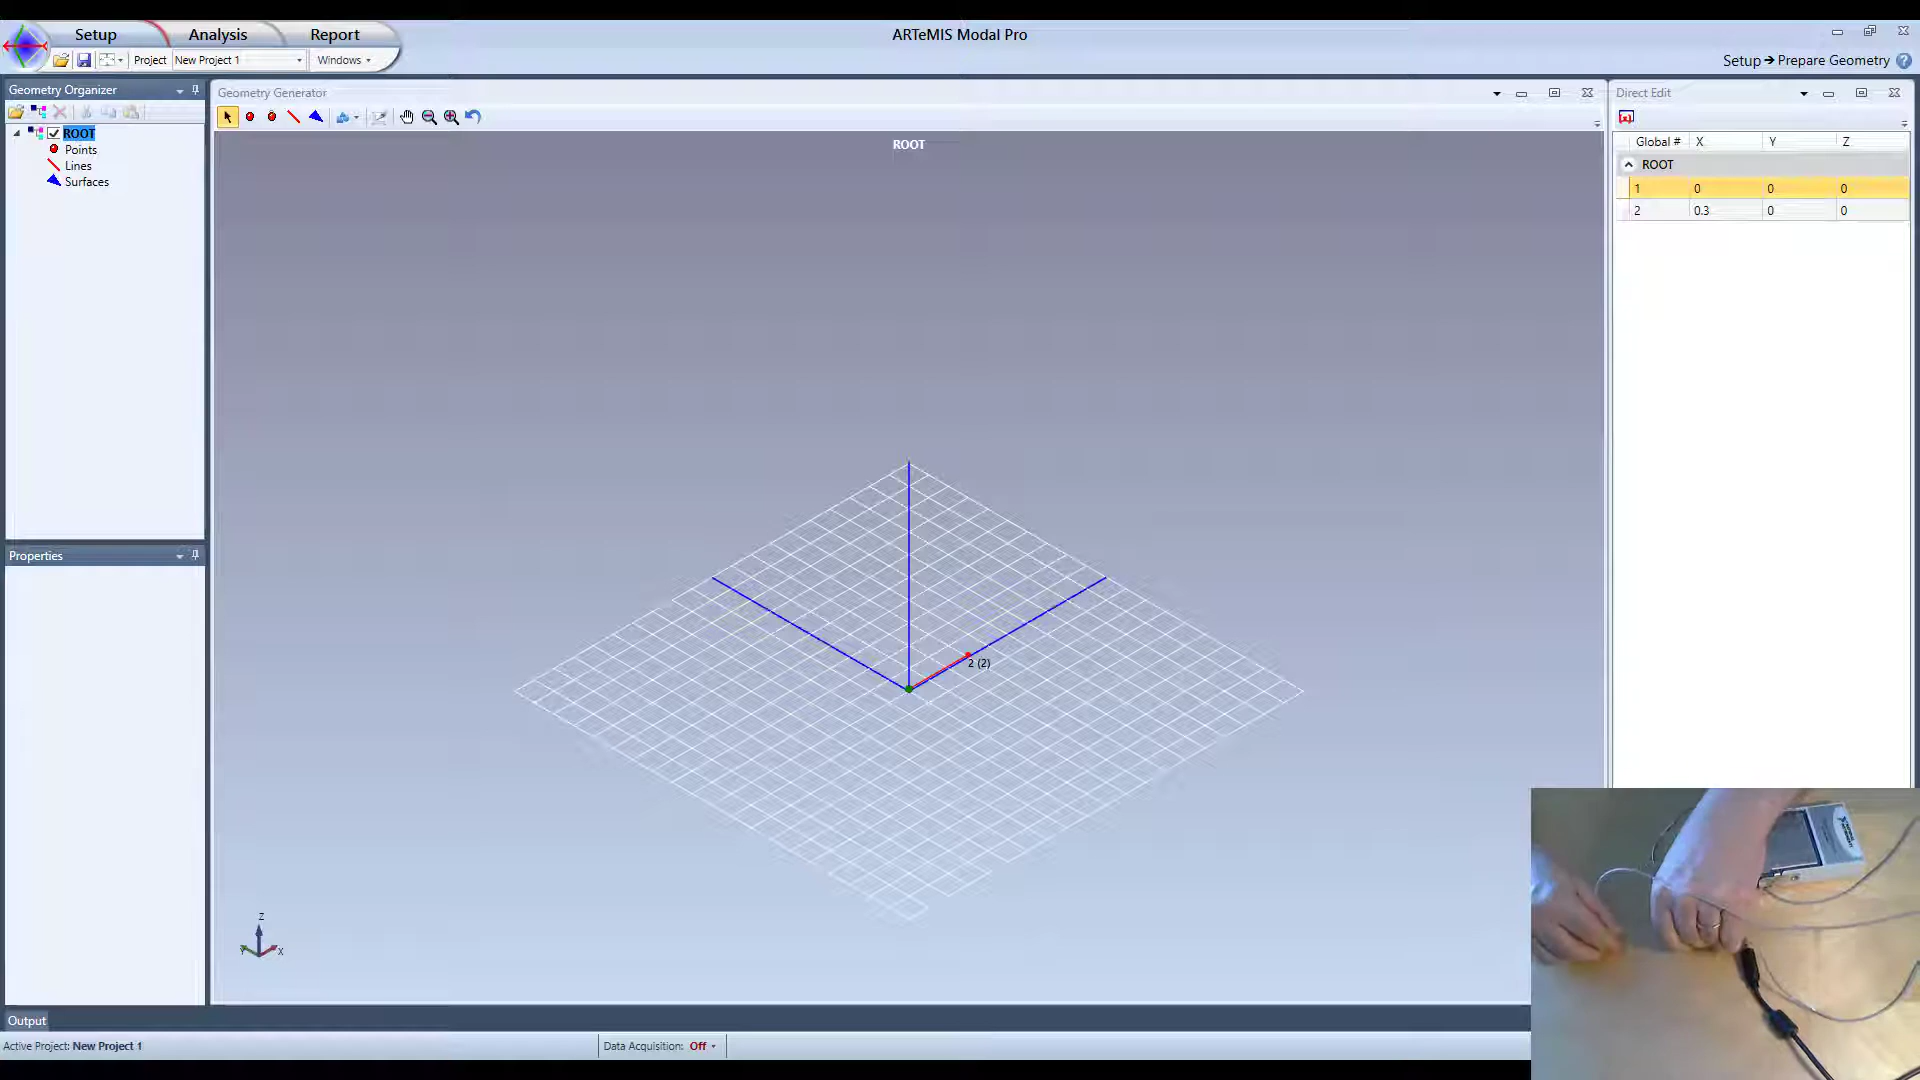 Setup
Analysis
Report
ARTeMIS Modal Pro
Project
New Project 1
Windows
Setup → Prepare Geometry
Geometry Organizer
Geometry Generator
Direct Edit
ROOT
Points
Lines
Surfaces
ROOT
Global # X Y Z
ROOT
1 0 0 0
2 0.3 0 0
2 (2)
Properties
Z
Y
X
Output
Active Project: New Project 1
Data Acquisition: Off